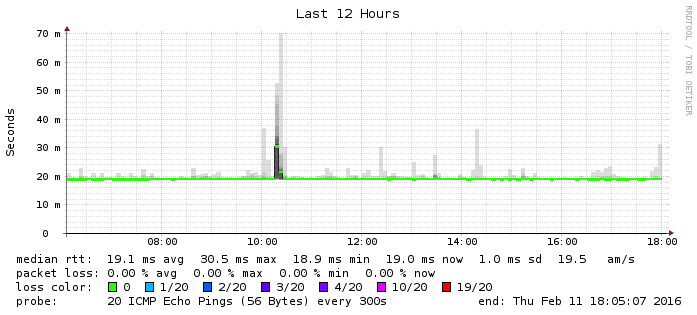 Last 12 Hours
RRDTOOL / TOBI OETIKER
Seconds
70 m
60 m
50 m
40 m
30 m
20 m
10 m
0
08:00 10:00 12:00 14:00 16:00 18:00
median rtt: 19.1 ms avg 30.5 ms max 18.9 ms min 19.0 ms now 1.0 ms sd 19.5 am/s
packet loss: 0.00 % avg 0.00 % max 0.00 % min 0.00 % now
loss color: 0 1/20 2/20 3/20 4/20 10/20 19/20
probe: 20 ICMP Echo Pings (56 Bytes) every 300s end: Thu Feb 11 18:05:07 2016